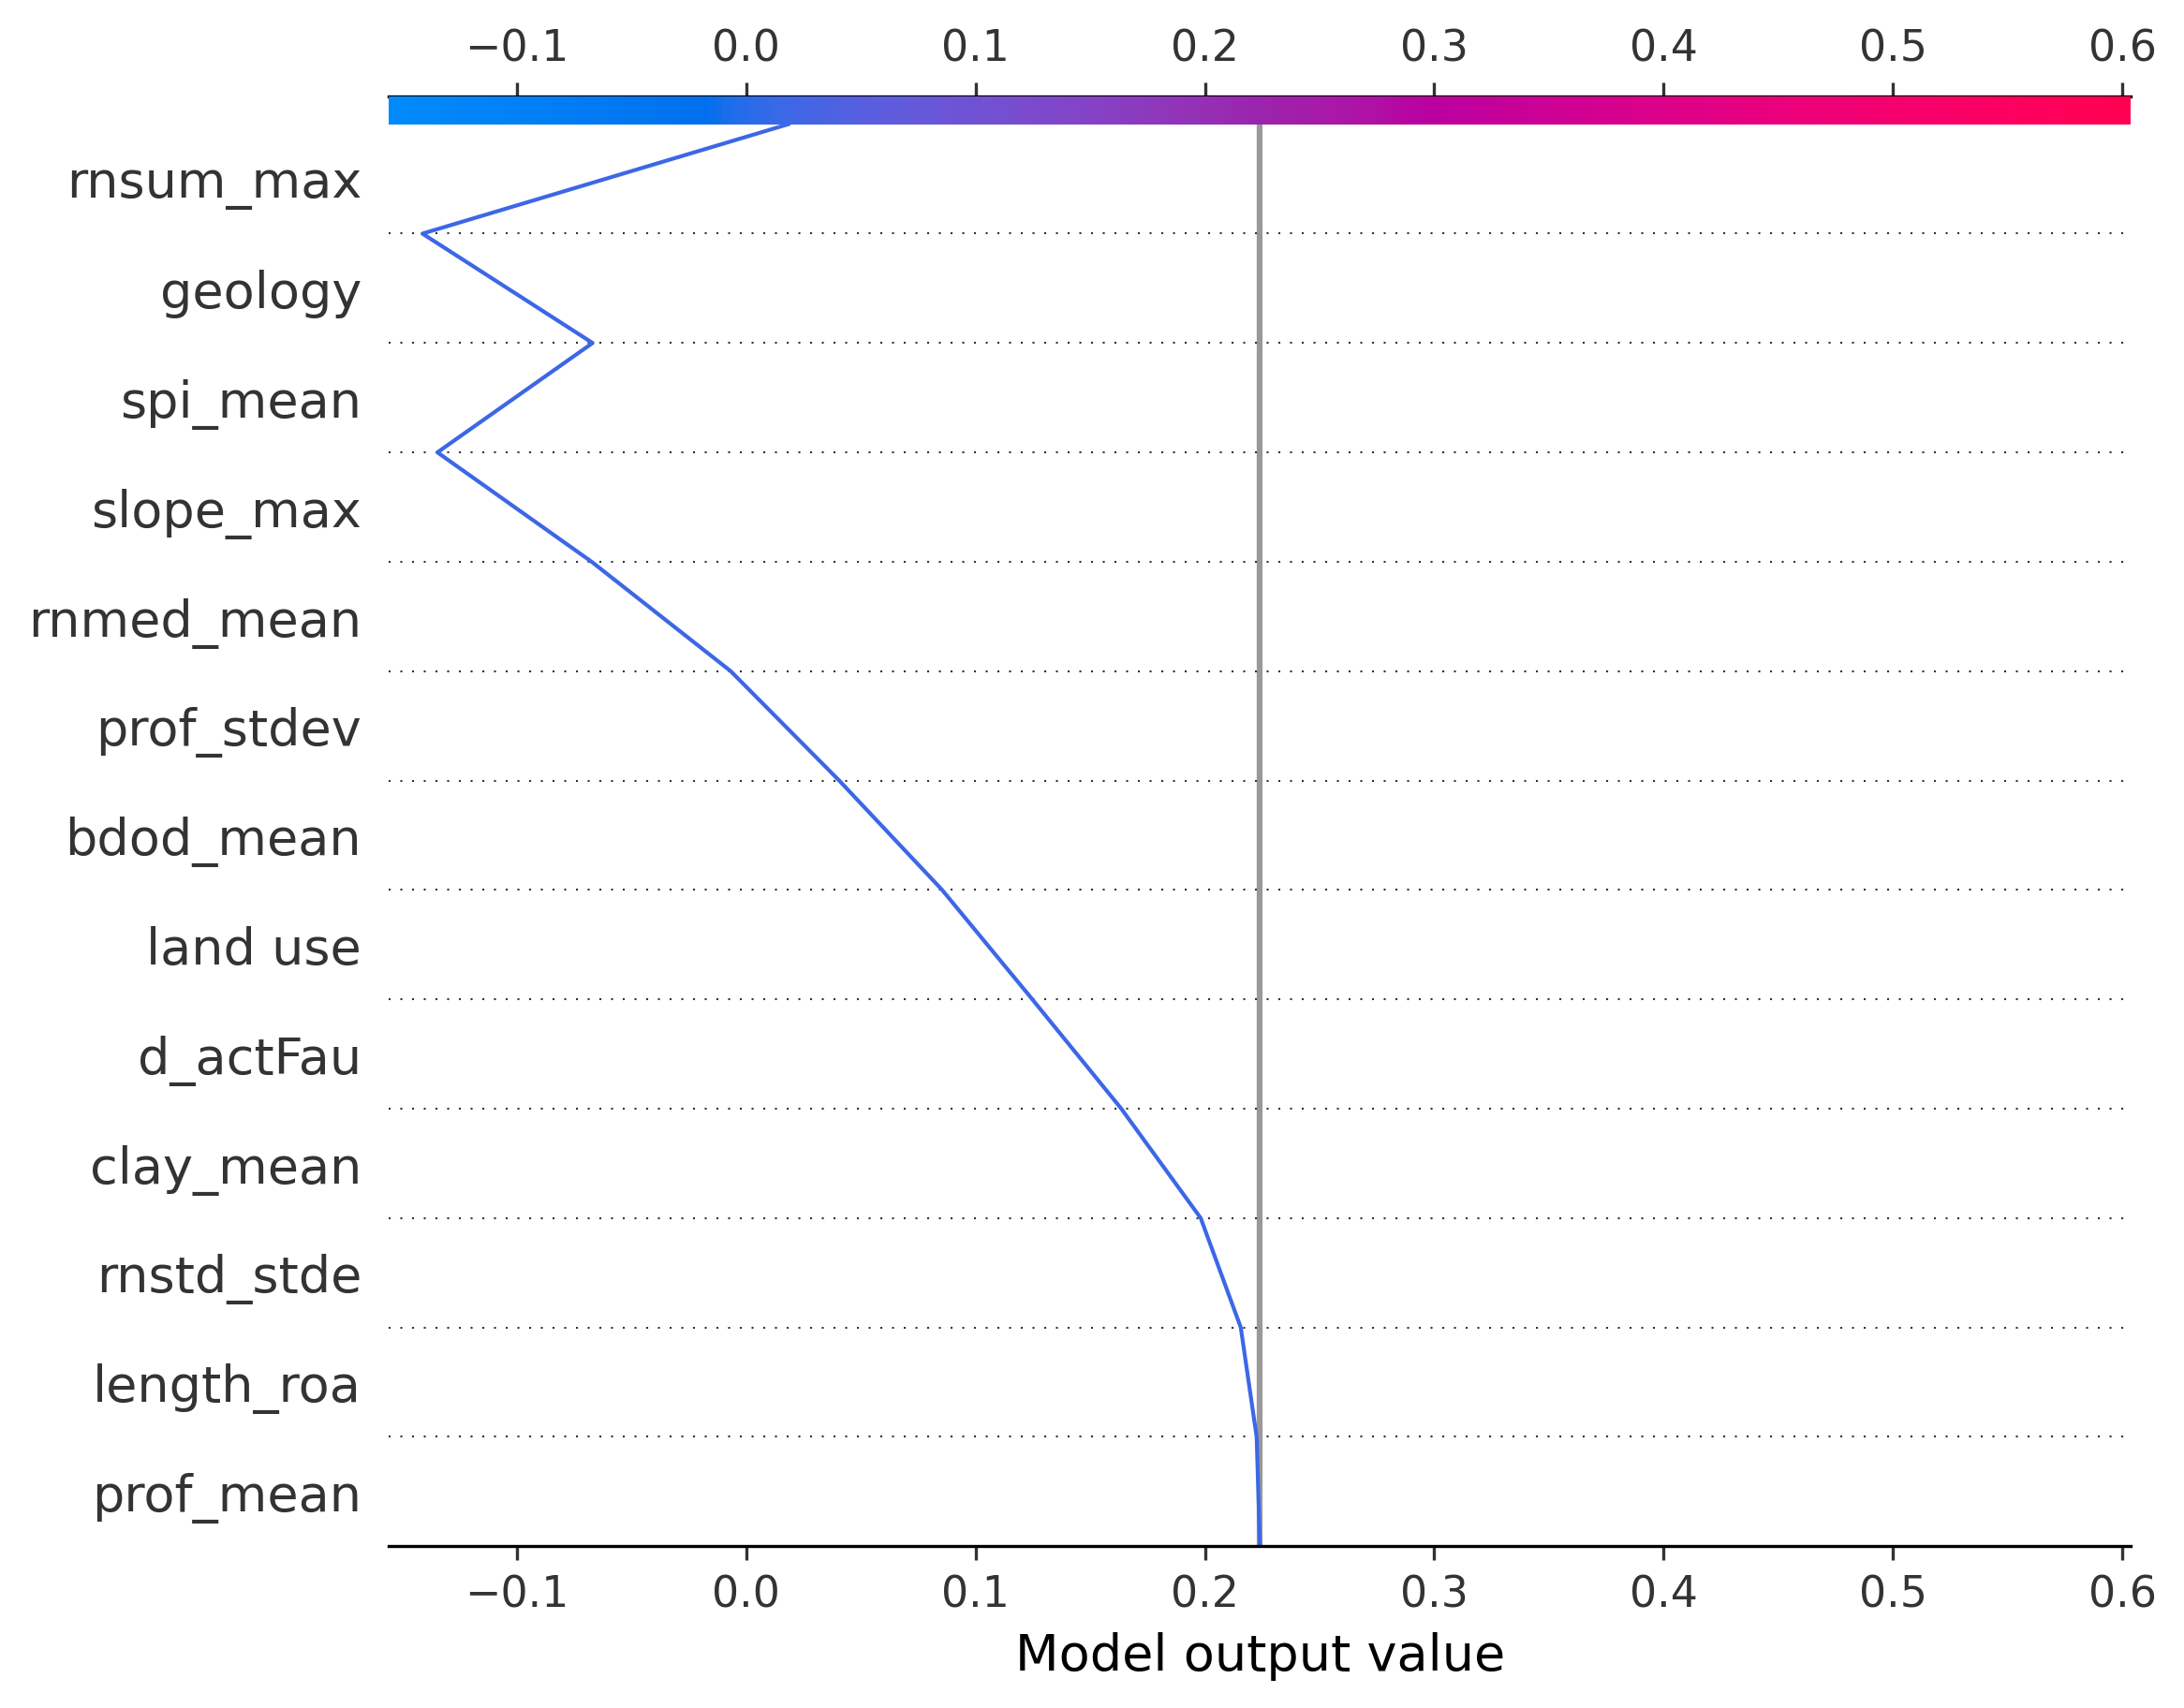 −0.1 0.0 0.1 0.2 0.3 0.4 0.5 0.6
rnsum_max
geology
spi_mean
slope_max
rnmed_mean
prof_stdev
bdod_mean
land use
d_actFau
clay_mean
rnstd_stde
length_roa
prof_mean
−0.1 0.0 0.1 0.2 0.3 0.4 0.5 0.6
Model output value